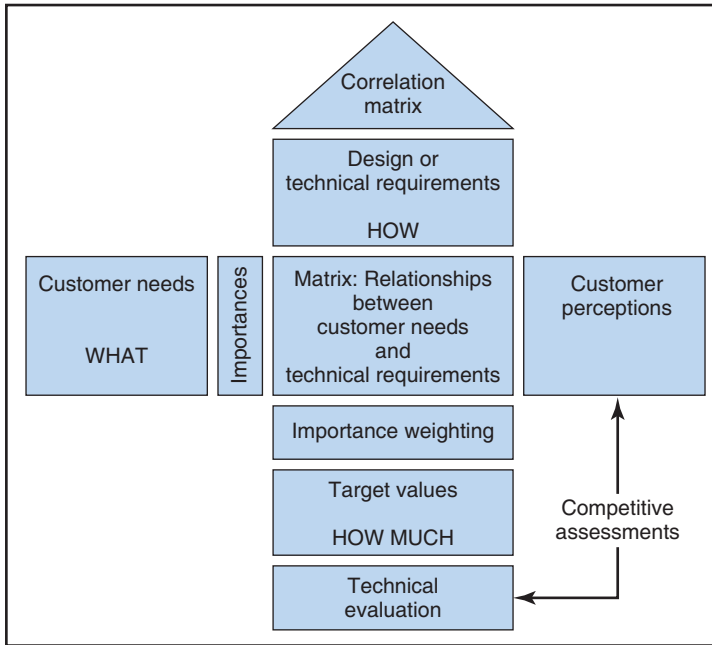 Correlation
matrix
Design or
technical requirements
HOW
Customer needs
WHAT
Importances
Matrix: Relationships
between
customer needs
and
technical requirements
Customer
perceptions
Importance weighting
Target values
HOW MUCH
Competitive
assessments
Technical
evaluation